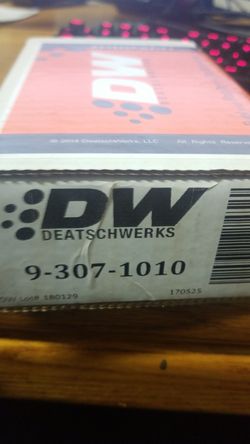 DW
© 2014 DeatschWerks, LLC All Rights Reserved
DW
DEATSCHWERKS
9-307-1010
180129 170525